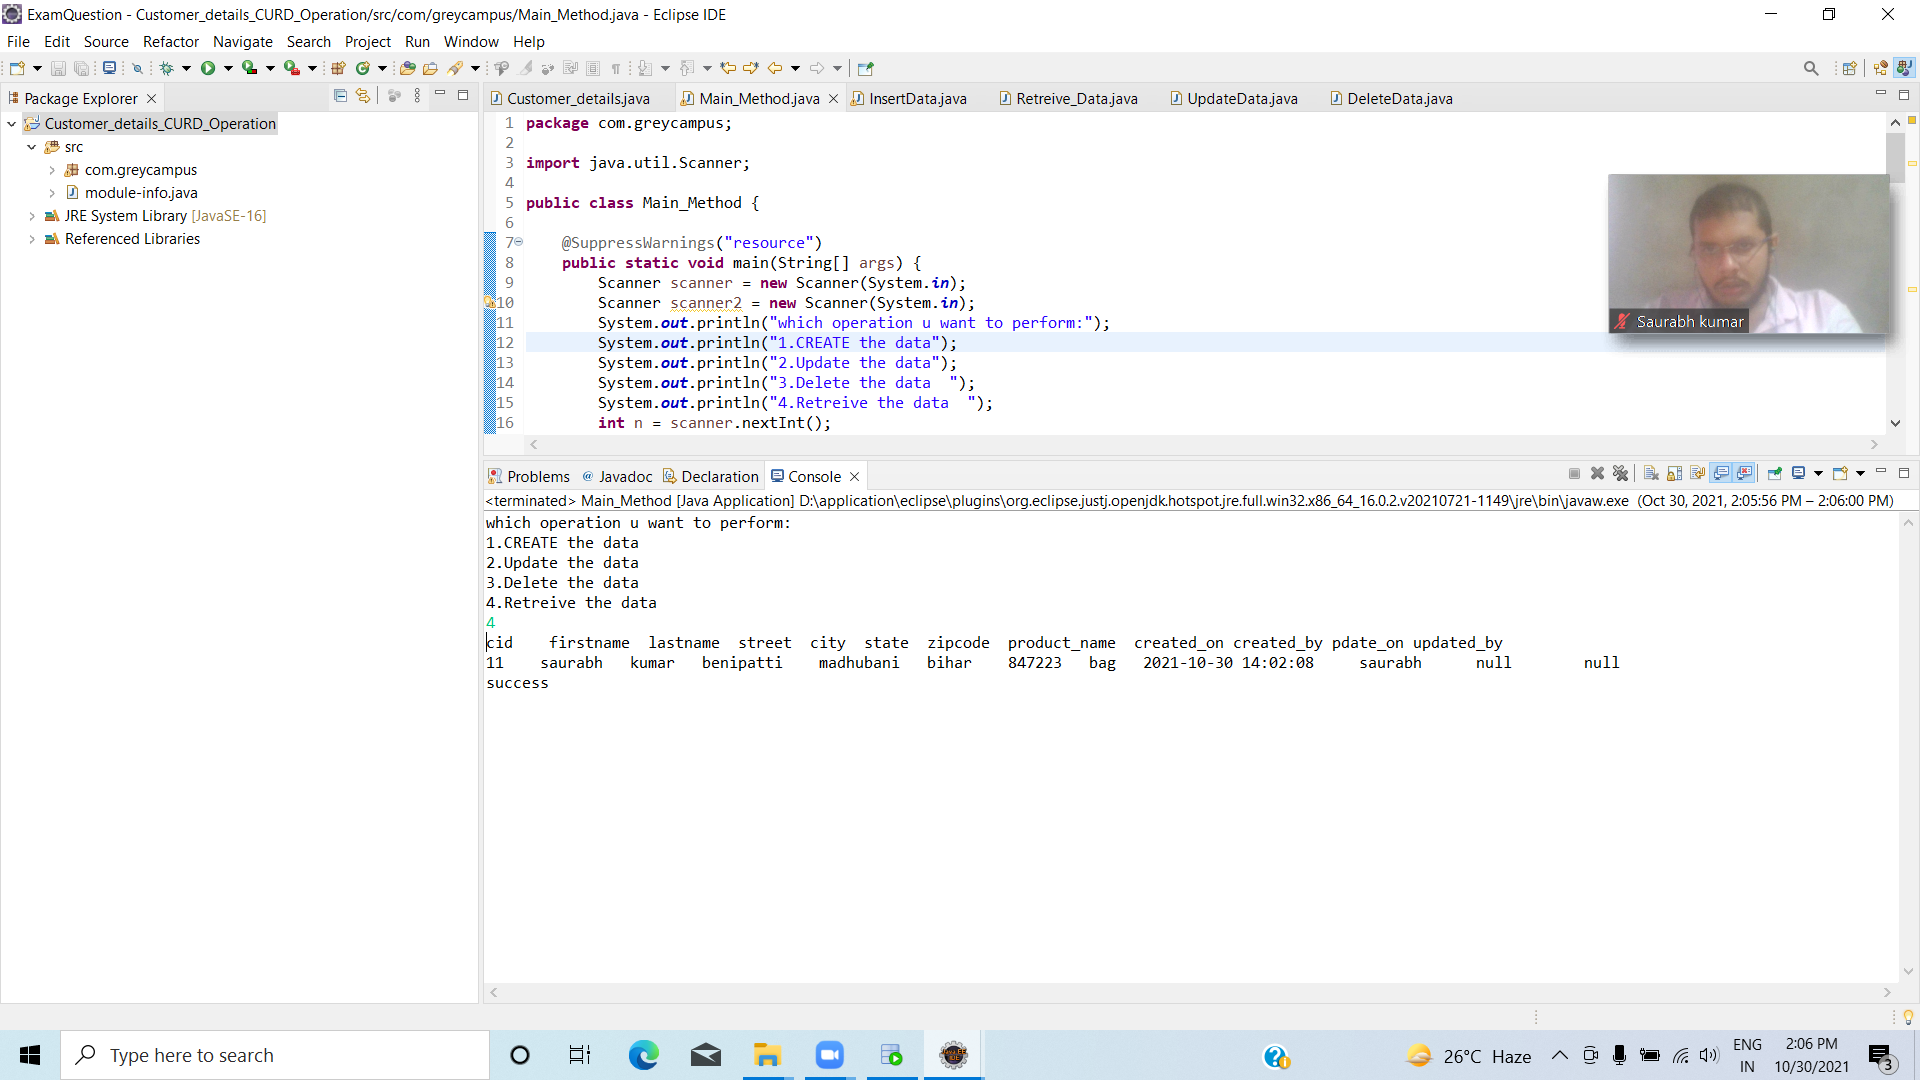 ExamQuestion - Customer_details_CURD_Operation/src/com/greycampus/Main_Method.java - Eclipse IDE
File Edit Source Refactor Navigate Search Project Run Window Help
Package Explorer
Customer_details_CURD_Operation
src
com.greycampus
module-info.java
JRE System Library [JavaSE-16]
Referenced Libraries
Customer_details.java Main_Method.java InsertData.java Retreive_Data.java UpdateData.java DeleteData.java
1 package com.greycampus;
2
3 import java.util.Scanner;
4
5 public class Main_Method {
6
7 @SuppressWarnings("resource")
8 public static void main(String[] args) {
9 Scanner scanner = new Scanner(System.in);
10 Scanner scanner2 = new Scanner(System.in);
11 System.out.println("which operation u want to perform:");
12 System.out.println("1.CREATE the data");
13 System.out.println("2.Update the data");
14 System.out.println("3.Delete the data  ");
15 System.out.println("4.Retreive the data  ");
16 int n = scanner.nextInt();
Saurabh kumar
Problems @ Javadoc Declaration Console
<terminated> Main_Method [Java Application] D:\application\eclipse\plugins\org.eclipse.justj.openjdk.hotspot.jre.full.win32.x86_64_16.0.2.v20210721-1149\jre\bin\javaw.exe (Oct 30, 2021, 2:05:56 PM – 2:06:00 PM)
which operation u want to perform:
1.CREATE the data
2.Update the data
3.Delete the data
4.Retreive the data
4
cid firstname lastname street city state zipcode product_name created_on created_by pdate_on updated_by
11 saurabh kumar benipatti madhubani bihar 847223 bag 2021-10-30 14:02:08 saurabh null null
success
Type here to search
26°C Haze
ENG
IN
2:06 PM
10/30/2021
3